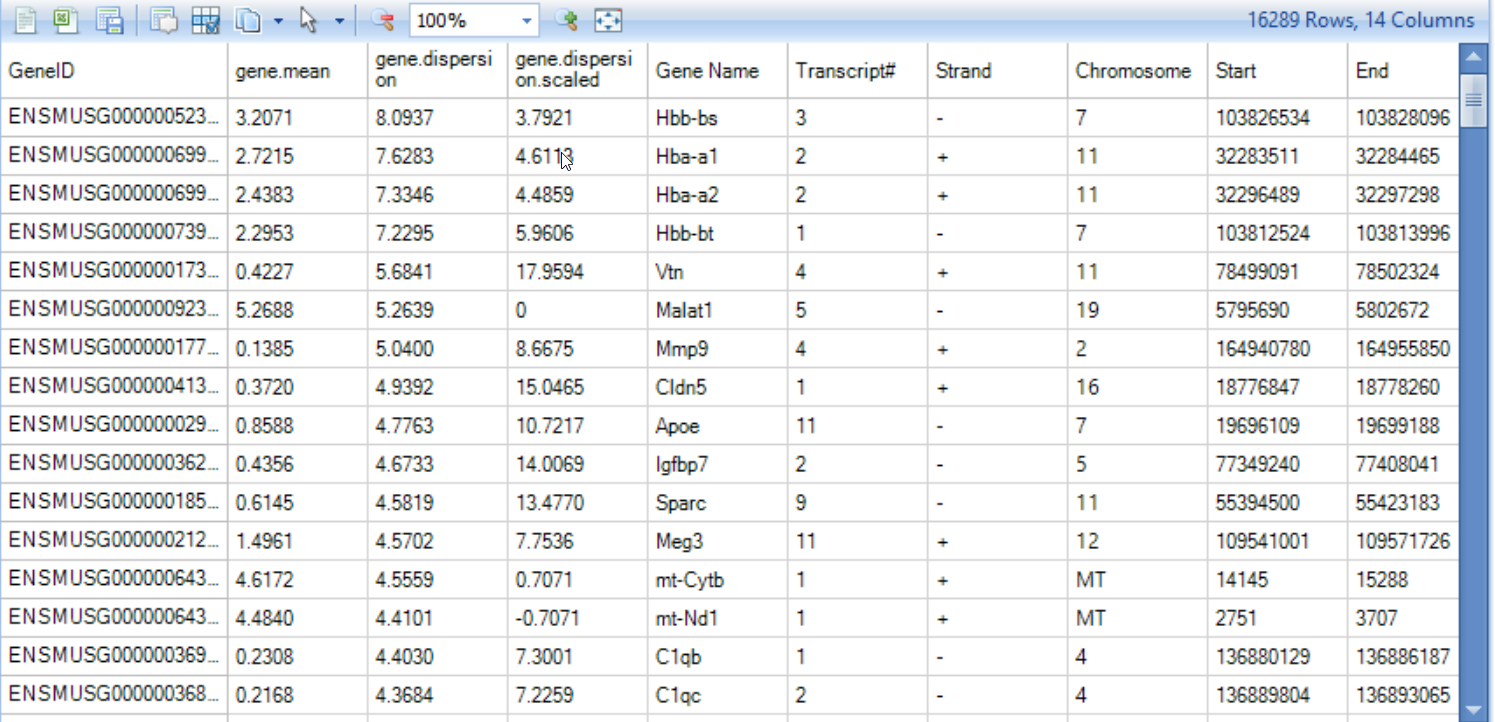 100%
16289 Rows, 14 Columns
GeneID gene.mean gene.dispersi on gene.dispersi on.scaled Gene Name Transcript# Strand Chromosome Start End
ENSMUSG000000523... 3.2071 8.0937 3.7921 Hbb-bs 3 - 7 103826534 103828096
ENSMUSG000000699... 2.7215 7.6283 4.6113 Hba-a1 2 + 11 32283511 32284465
ENSMUSG000000699... 2.4383 7.3346 4.4859 Hba-a2 2 + 11 32296489 32297298
ENSMUSG000000739... 2.2953 7.2295 5.9606 Hbb-bt 1 - 7 103812524 103813996
ENSMUSG000000173... 0.4227 5.6841 17.9594 Vtn 4 + 11 78499091 78502324
ENSMUSG000000923... 5.2688 5.2639 0 Malat1 5 - 19 5795690 5802672
ENSMUSG000000177... 0.1385 5.0400 8.6675 Mmp9 4 + 2 164940780 164955850
ENSMUSG000000413... 0.3720 4.9392 15.0465 Cldn5 1 + 16 18776847 18778260
ENSMUSG000000029... 0.8588 4.7763 10.7217 Apoe 11 - 7 19696109 19699188
ENSMUSG000000362... 0.4356 4.6733 14.0069 Igfbp7 2 - 5 77349240 77408041
ENSMUSG000000185... 0.6145 4.5819 13.4770 Sparc 9 - 11 55394500 55423183
ENSMUSG000000212... 1.4961 4.5702 7.7536 Meg3 11 + 12 109541001 109571726
ENSMUSG000000643... 4.6172 4.5559 0.7071 mt-Cytb 1 + MT 14145 15288
ENSMUSG000000643... 4.4840 4.4101 -0.7071 mt-Nd1 1 + MT 2751 3707
ENSMUSG000000369... 0.2308 4.4030 7.3001 C1qb 1 - 4 136880129 136886187
ENSMUSG000000368... 0.2168 4.3684 7.2259 C1qc 2 - 4 136889804 136893065